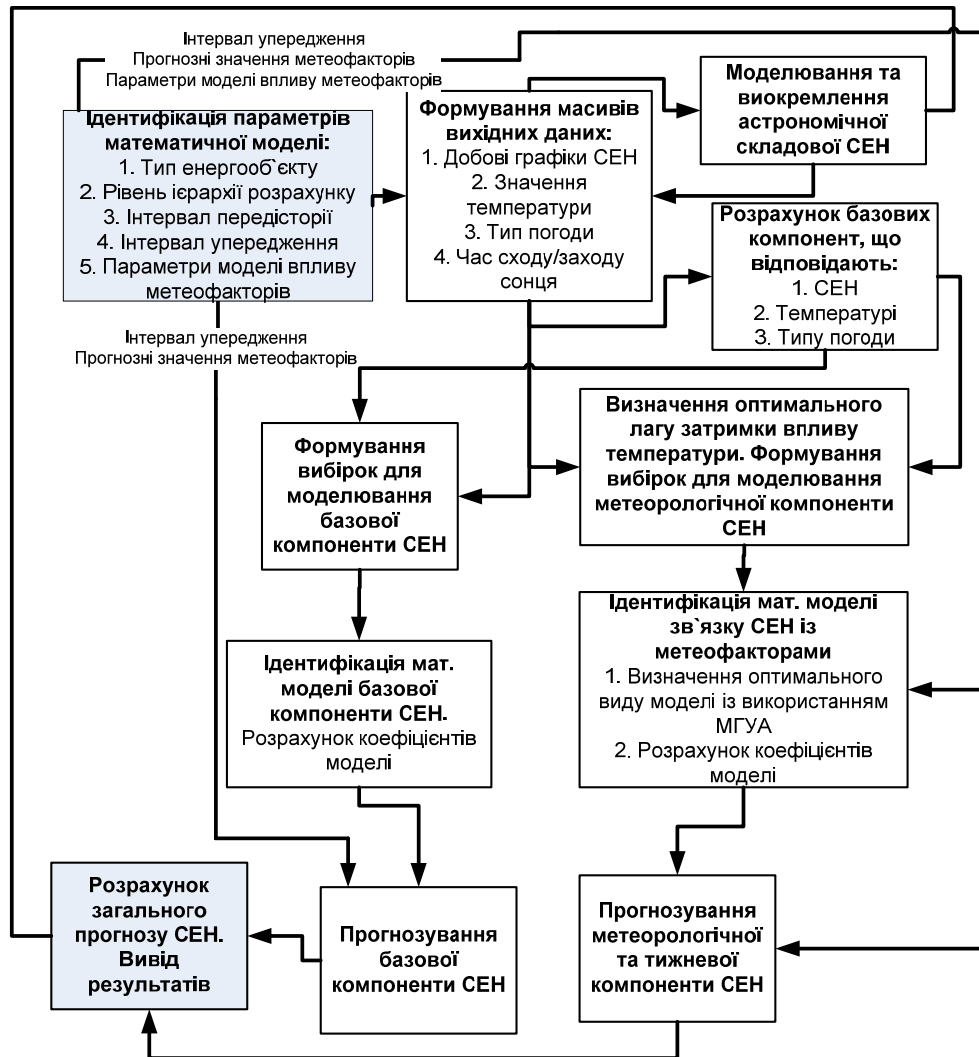 Інтервал упередження
Прогнозні значення метеофакторів
Параметри моделі впливу метеофакторів
Ідентифікація параметрів
математичної моделі:
1. Тип енергооб`єкту
2. Рівень ієрархії розрахунку
3. Інтервал передісторії
4. Інтервал упередження
5. Параметри моделі впливу
метеофакторів
Формування масивів
вихідних даних:
1. Добові графіки СЕН
2. Значення
температури
3. Тип погоди
4. Час сходу/заходу
сонця
Моделювання та
виокремлення
астрономічної
складової СЕН
Розрахунок базових
компонент, що
відповідають:
1. СЕН
2. Температурі
3. Типу погоди
Інтервал упередження
Прогнозні значення метеофакторів
Формування
вибірок для
моделювання
базової
компоненти СЕН
Визначення оптимального
лагу затримки впливу
температури. Формування
вибірок для моделювання
метеорологічної компоненти
СЕН
Ідентифікація мат.
моделі базової
компоненти СЕН.
Розрахунок коефіцієнтів
моделі
Ідентифікація мат. моделі
зв`язку СЕН із
метеофакторами
1. Визначення оптимального
виду моделі із використанням
МГУА
2. Розрахунок коефіцієнтів
моделі
Розрахунок
загального
прогнозу СЕН.
Вивід
результатів
Прогнозування
базової
компоненти СЕН
Прогнозування
метеорологічної
та тижневої
компоненти СЕН